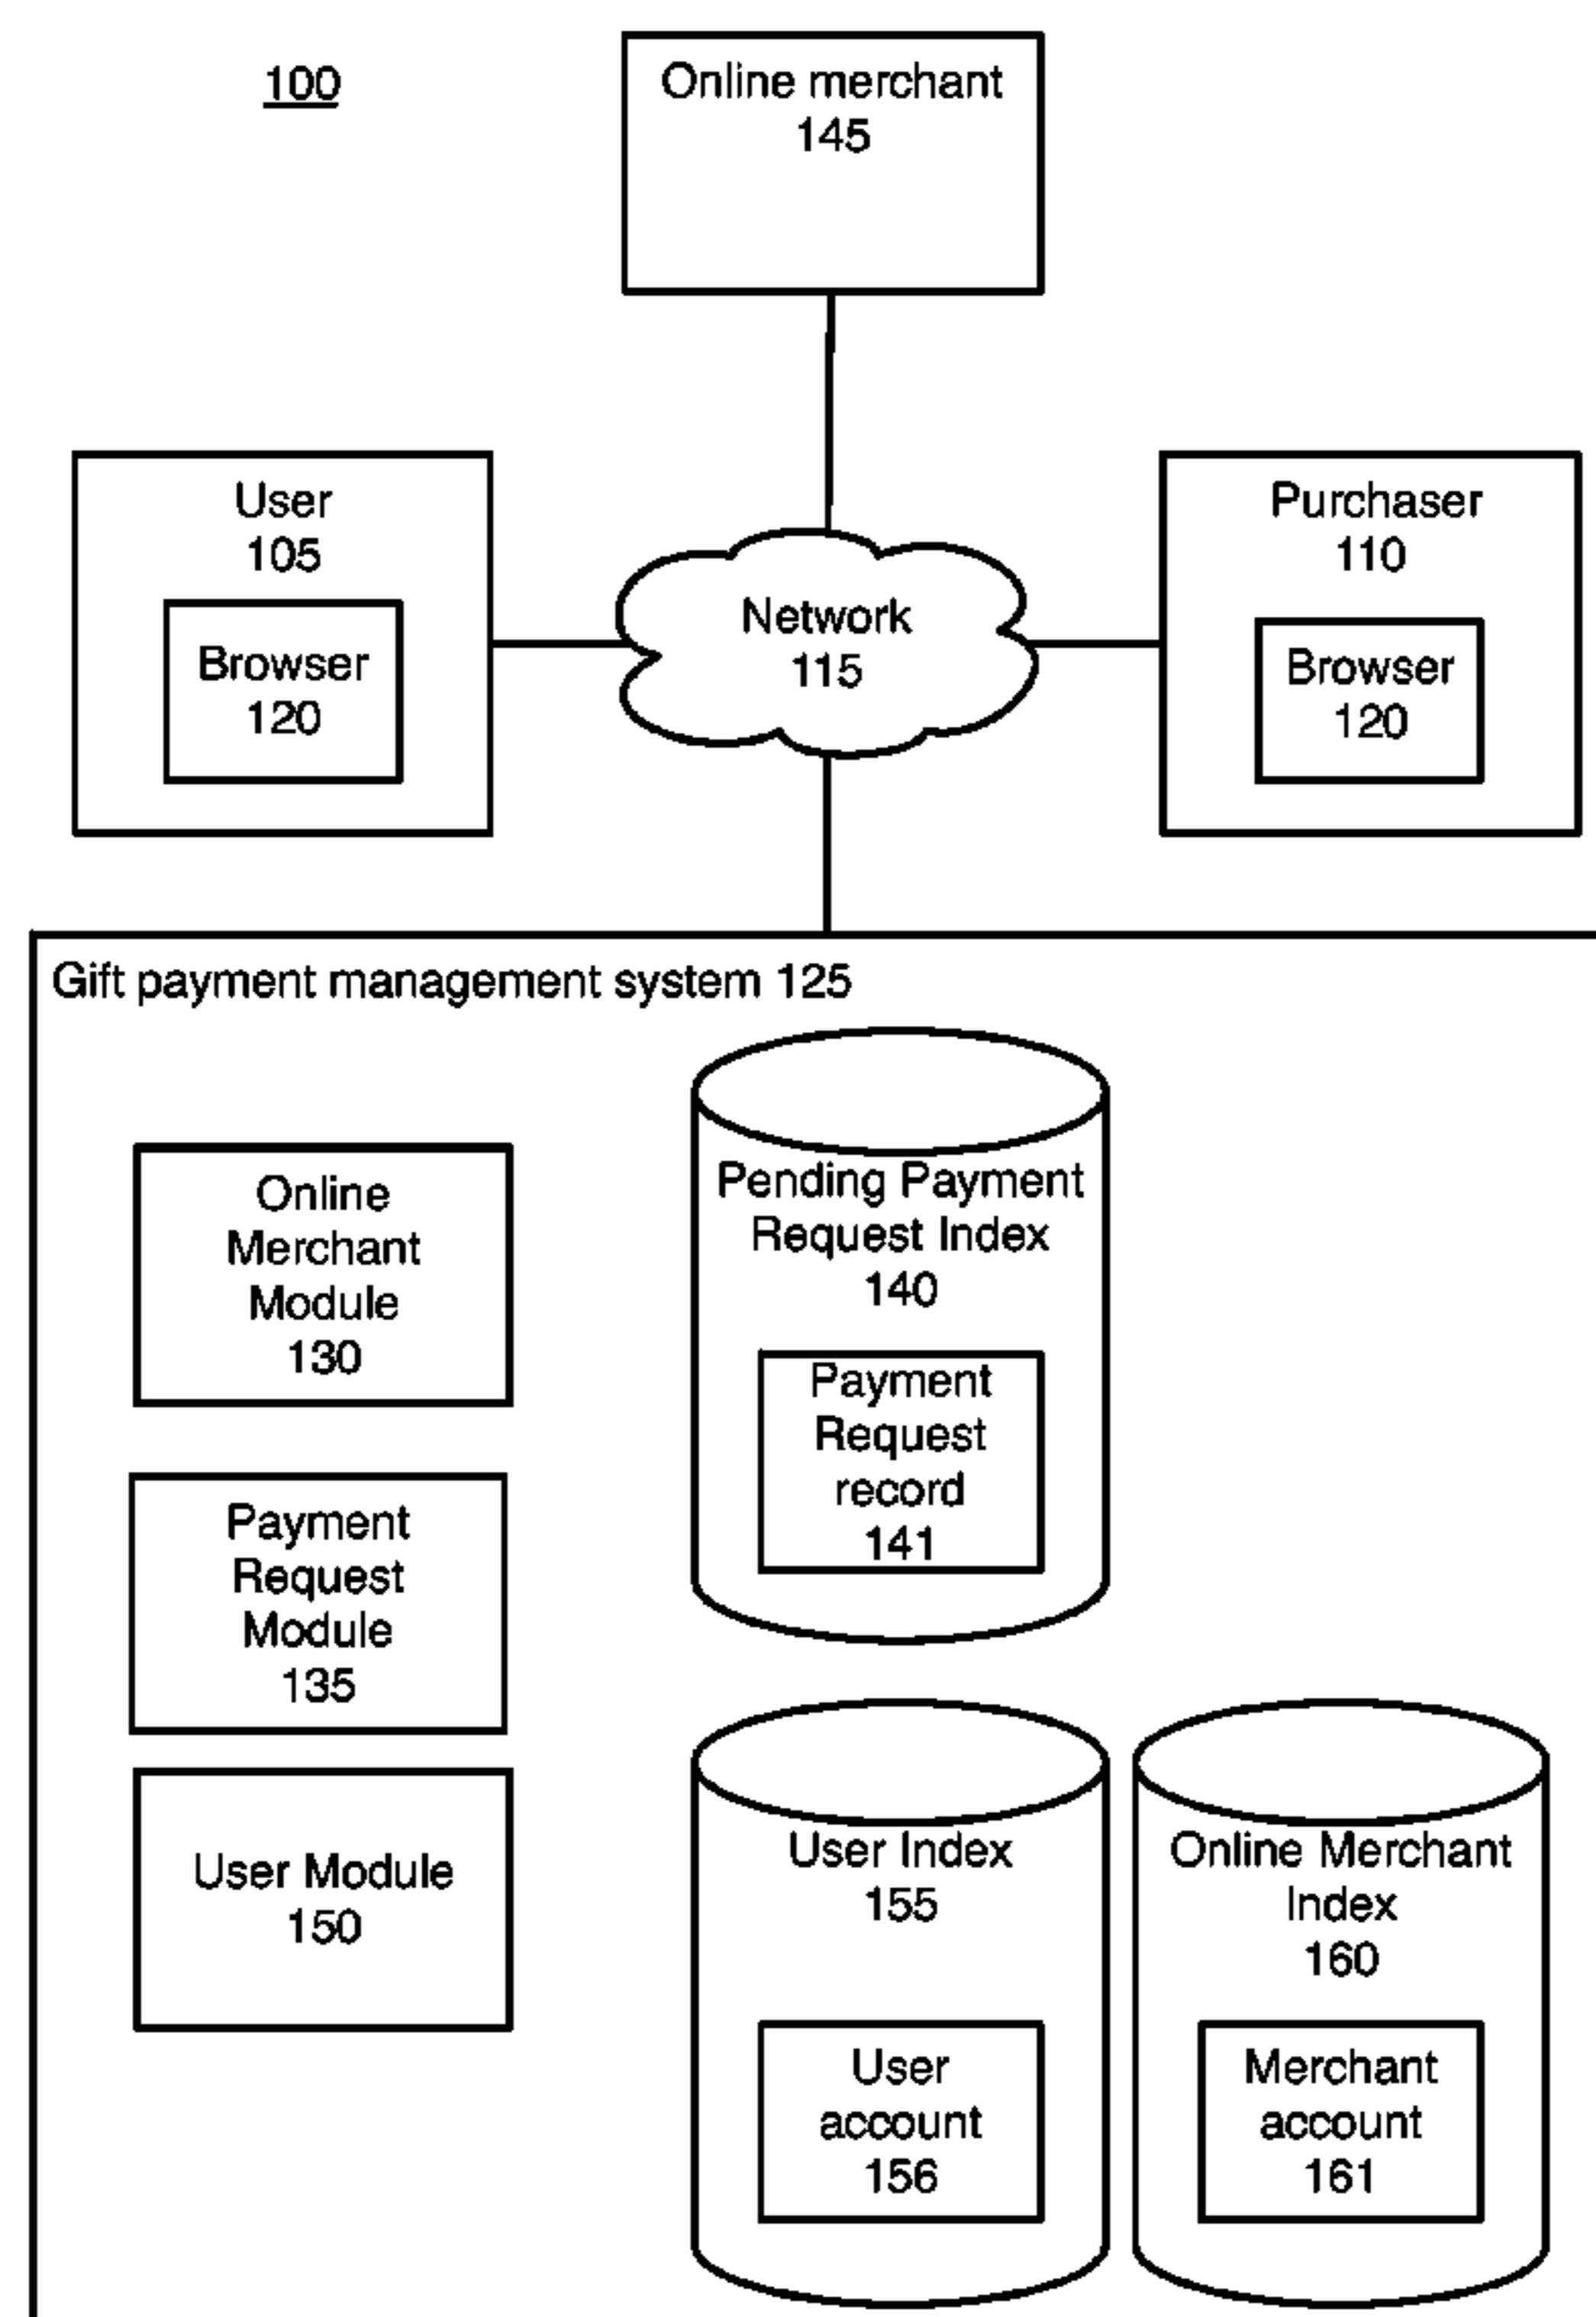 100
Online merchant
145
User
105
Browser
120
Network
115
Purchaser
110
Browser
120
Gift payment management system 125
Online
Merchant
Module
130
Payment
Request
Module
135
User Module
150
Pending Payment
Request Index
140
Payment
Request
record
141
User Index
155
User
account
156
Online Merchant
Index
160
Merchant
account
161